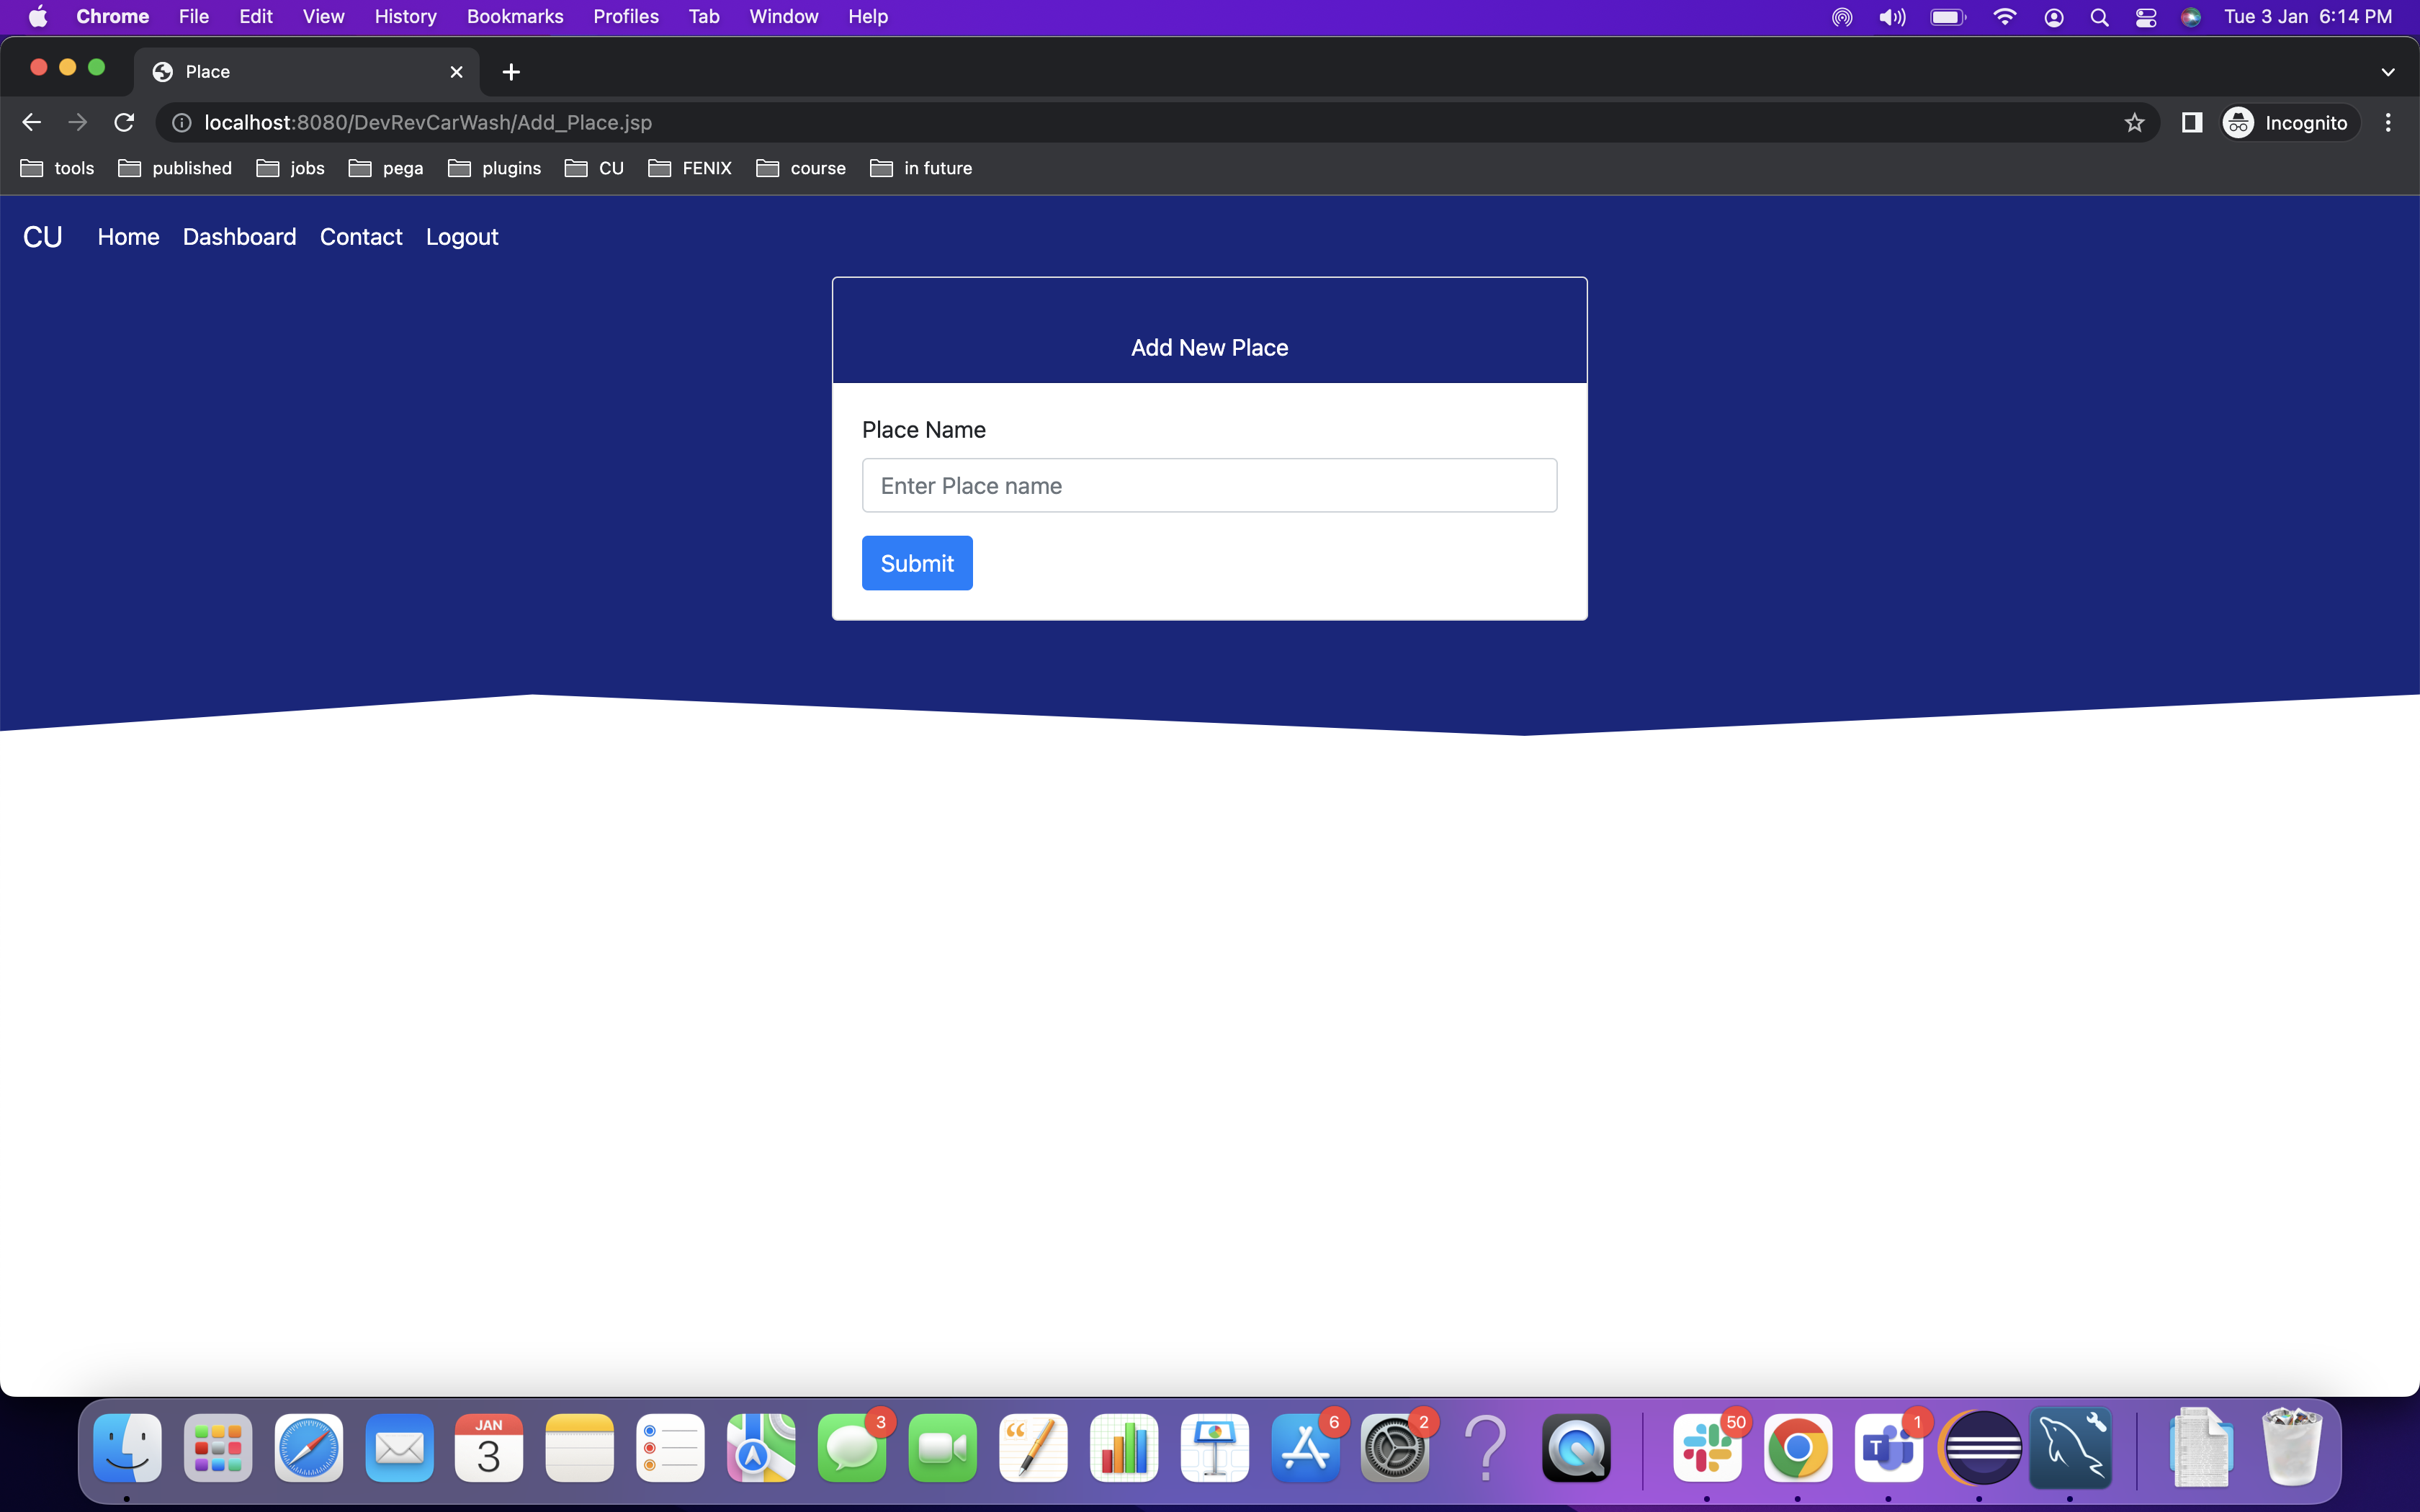 Chrome File Edit View History Bookmarks Profiles Tab Window Help Tue 3 Jan 6:14 PM
Place
localhost:8080/DevRevCarWash/Add_Place.jsp Incognito
tools published jobs pega plugins CU FENIX course in future
CU Home Dashboard Contact Logout
Add New Place
Place Name
Enter Place name
Submit
JAN
3
3
6
2
50
1
T